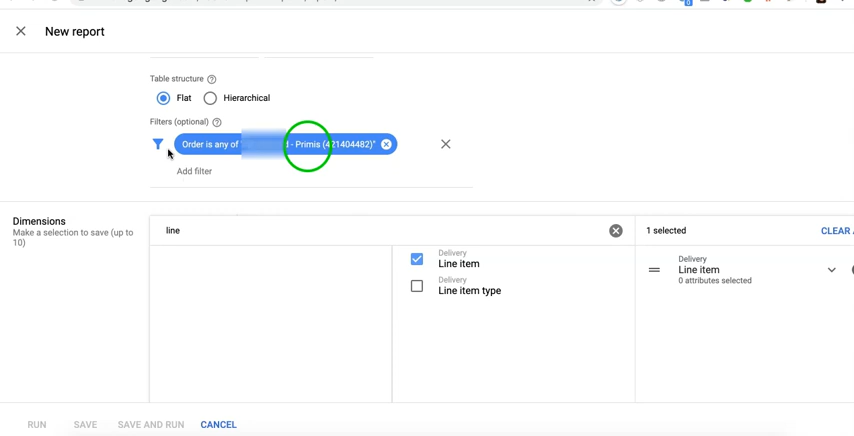 New report
Table structure
Flat
Hierarchical
Filters (optional)
Order is any of - Primis (421404482)"
Add filter
Dimensions
Make a selection to save (up to
10)
line
1 selected
CLEAR
Delivery
Line item
Delivery
Line item type
Delivery
Line item
0 attributes selected
RUN
SAVE
SAVE AND RUN
CANCEL